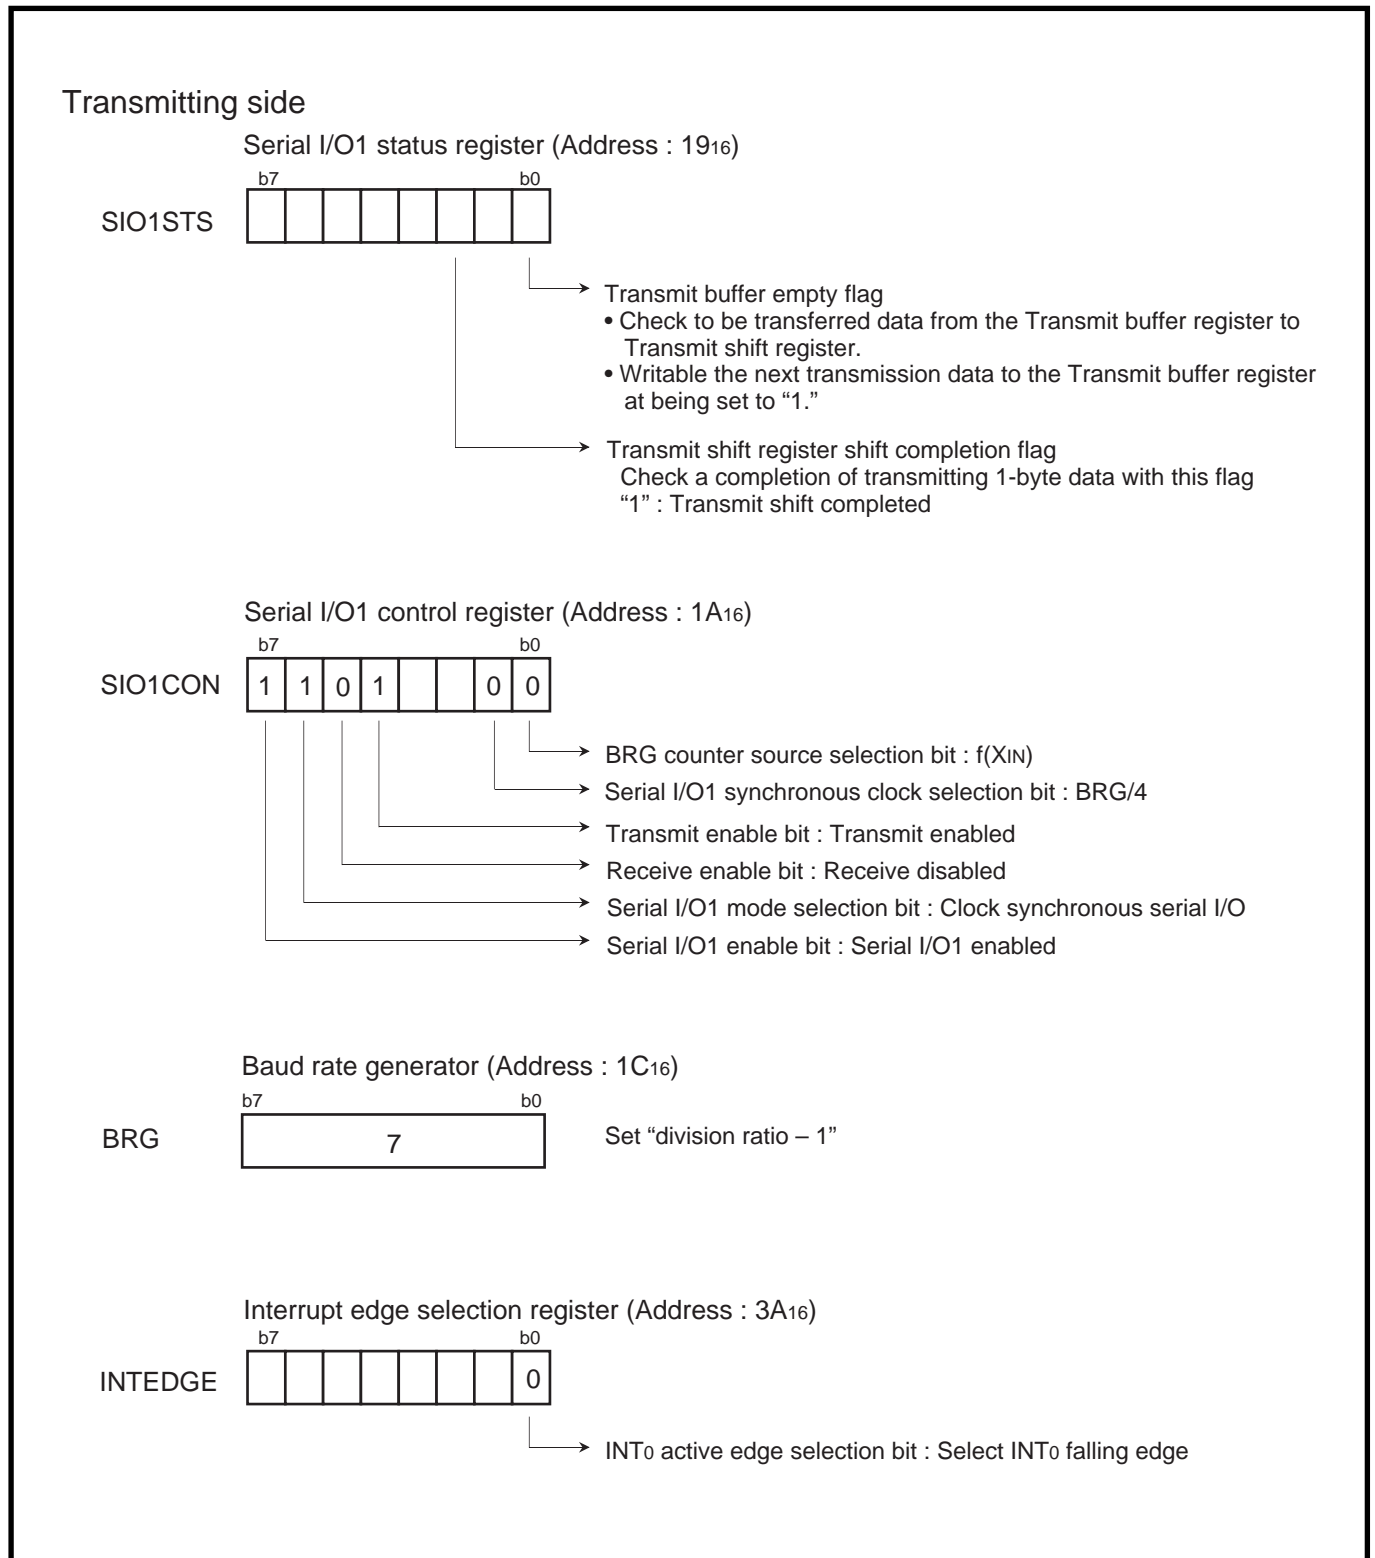 Transmitting side
Serial I/O1 status register (Address : 1916)
b7 b0
SIO1STS
Transmit buffer empty flag
• Check to be transferred data from the Transmit buffer register to
Transmit shift register.
• Writable the next transmission data to the Transmit buffer register
at being set to “1.”
Transmit shift register shift completion flag
Check a completion of transmitting 1-byte data with this flag
“1” : Transmit shift completed
Serial I/O1 control register (Address : 1A16)
b7 b0
SIO1CON 1 1 0 1 0 0
BRG counter source selection bit : f(XIN)
Serial I/O1 synchronous clock selection bit : BRG/4
Transmit enable bit : Transmit enabled
Receive enable bit : Receive disabled
Serial I/O1 mode selection bit : Clock synchronous serial I/O
Serial I/O1 enable bit : Serial I/O1 enabled
Baud rate generator (Address : 1C16)
b7 b0
BRG 7 Set “division ratio – 1”
Interrupt edge selection register (Address : 3A16)
b7 b0
INTEDGE 0
INT0 active edge selection bit : Select INT0 falling edge